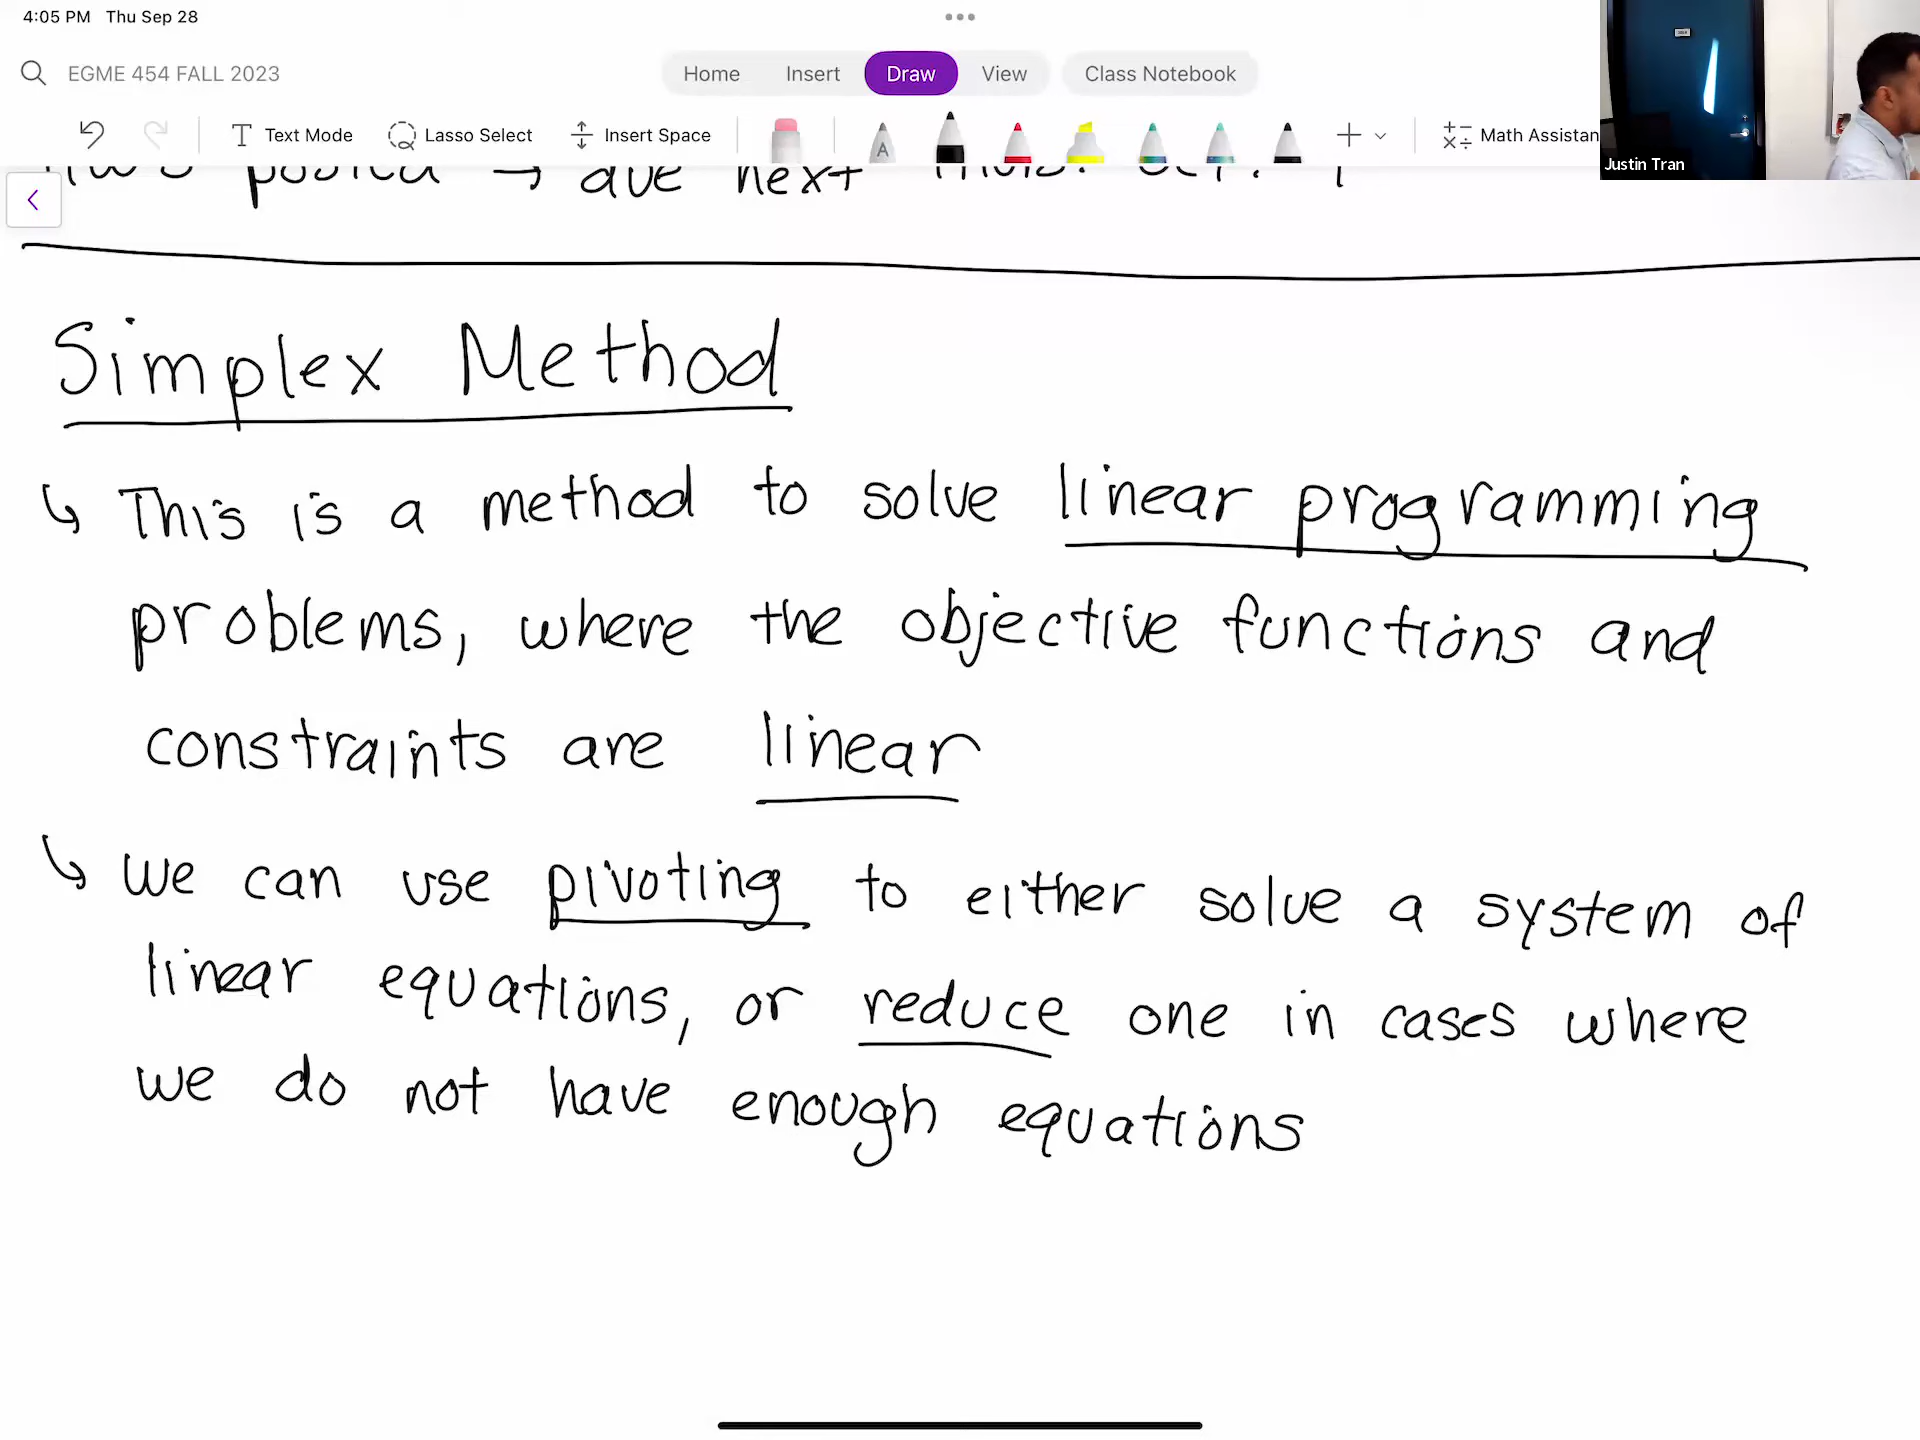 4:05 PM Thu Sep 28
EGME 454 FALL 2023
Home Insert Draw View Class Notebook
Text Mode Lasso Select Insert Space A Math Assistan
Justin Tran
posted → due next
Simplex Method
↳ This is a method to solve linear programming
problems, where the objective functions and
constraints are linear
↳ We can use pivoting to either solve a system of
linear equations, or reduce one in cases where
we do not have enough equations